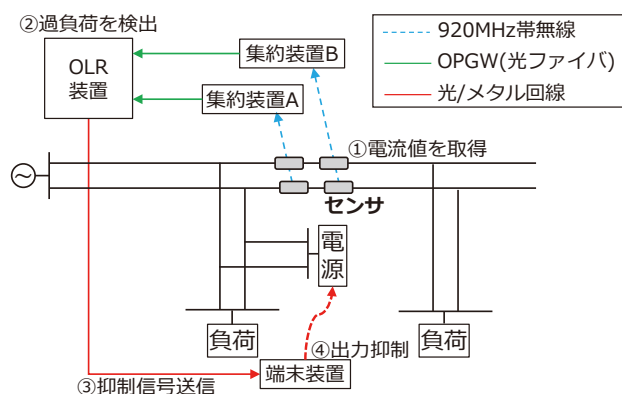 ②過負荷を検出
OLR
装置
集約装置B
集約装置A
920MHz帯無線
OPGW(光ファイバ)
光/メタル回線
①電流値を取得
～
センサ
電
源
負荷
負荷
④出力抑制
③抑制信号送信
端末装置